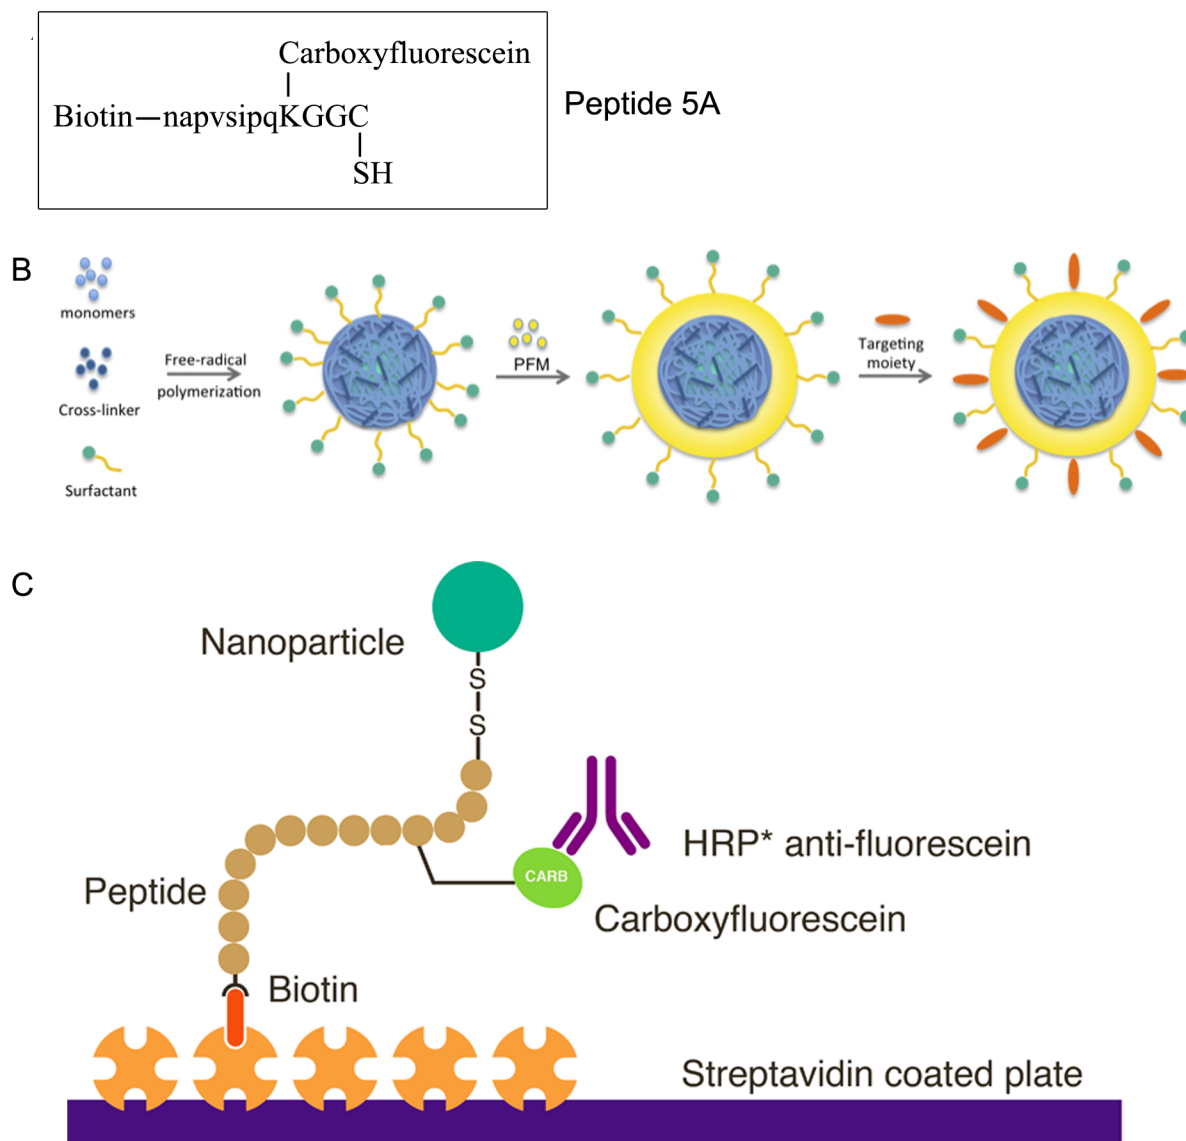 Carboxyfluorescein
Biotin—napvsipqKGGC
SH
Peptide 5A
B
monomers
Cross-linker
Surfactant
Free-radical
polymerization
PFM
Targeting
moiety
C
Nanoparticle
S
S
HRP* anti-fluorescein
CARB
Carboxyfluorescein
Peptide
Biotin
Streptavidin coated plate